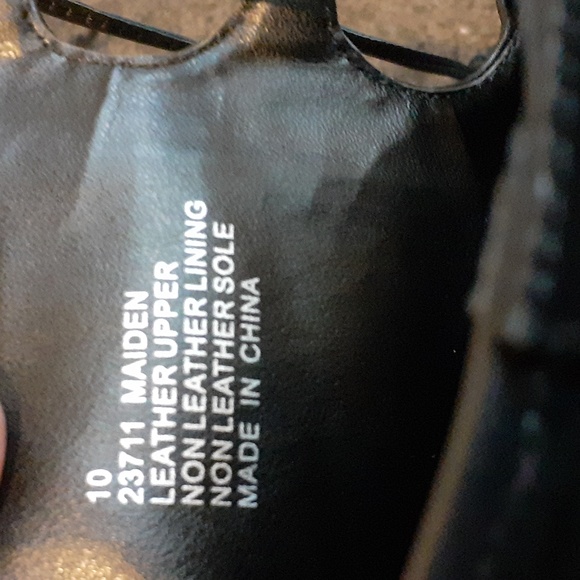 10
23711 MAIDEN
LEATHER UPPER
NON LEATHER LINING
NON LEATHER SOLE
MADE IN CHINA